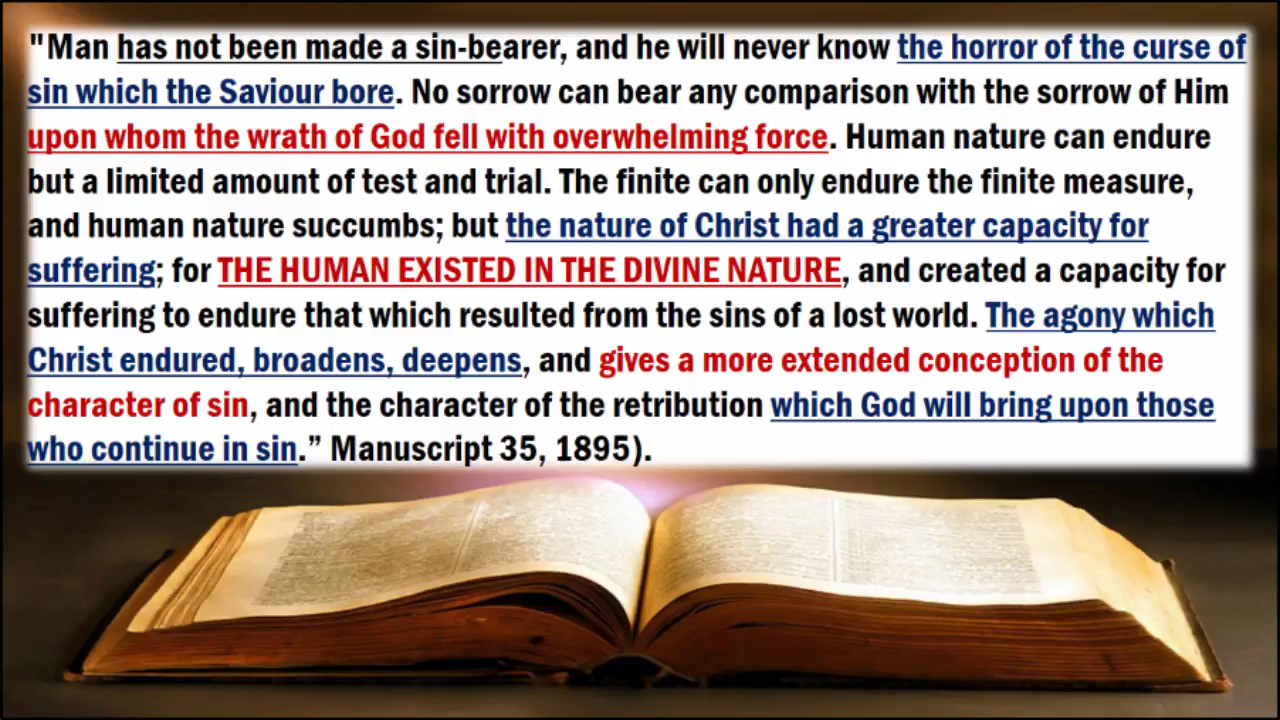 "Man has not been made a sin-bearer, and he will never know the horror of the curse of
sin which the Saviour bore. No sorrow can bear any comparison with the sorrow of Him
upon whom the wrath of God fell with overwhelming force. Human nature can endure
but a limited amount of test and trial. The finite can only endure the finite measure,
and human nature succumbs; but the nature of Christ had a greater capacity for
suffering; for THE HUMAN EXISTED IN THE DIVINE NATURE, and created a capacity for
suffering to endure that which resulted from the sins of a lost world. The agony which
Christ endured, broadens, deepens, and gives a more extended conception of the
character of sin, and the character of the retribution which God will bring upon those
who continue in sin.” Manuscript 35, 1895).